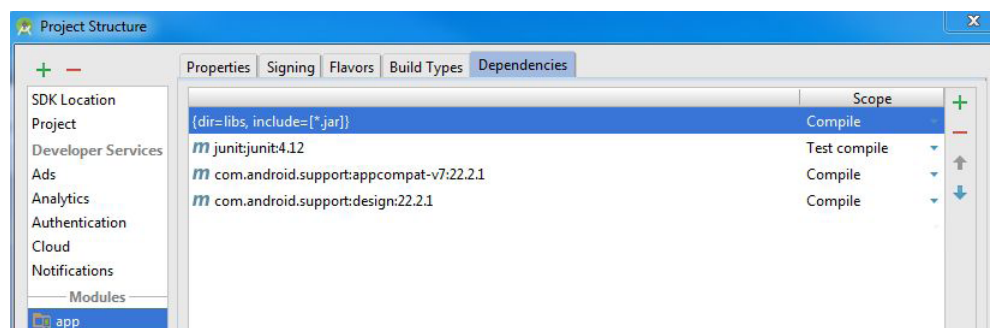 Project Structure
x
+ −
Properties Signing Flavors Build Types Dependencies
SDK Location
Project
Developer Services
Ads
Analytics
Authentication
Cloud
Notifications
Modules
app
Scope
{dir=libs, include=[*.jar]} Compile
m junit:junit:4.12 Test compile
m com.android.support:appcompat-v7:22.2.1 Compile
m com.android.support:design:22.2.1 Compile